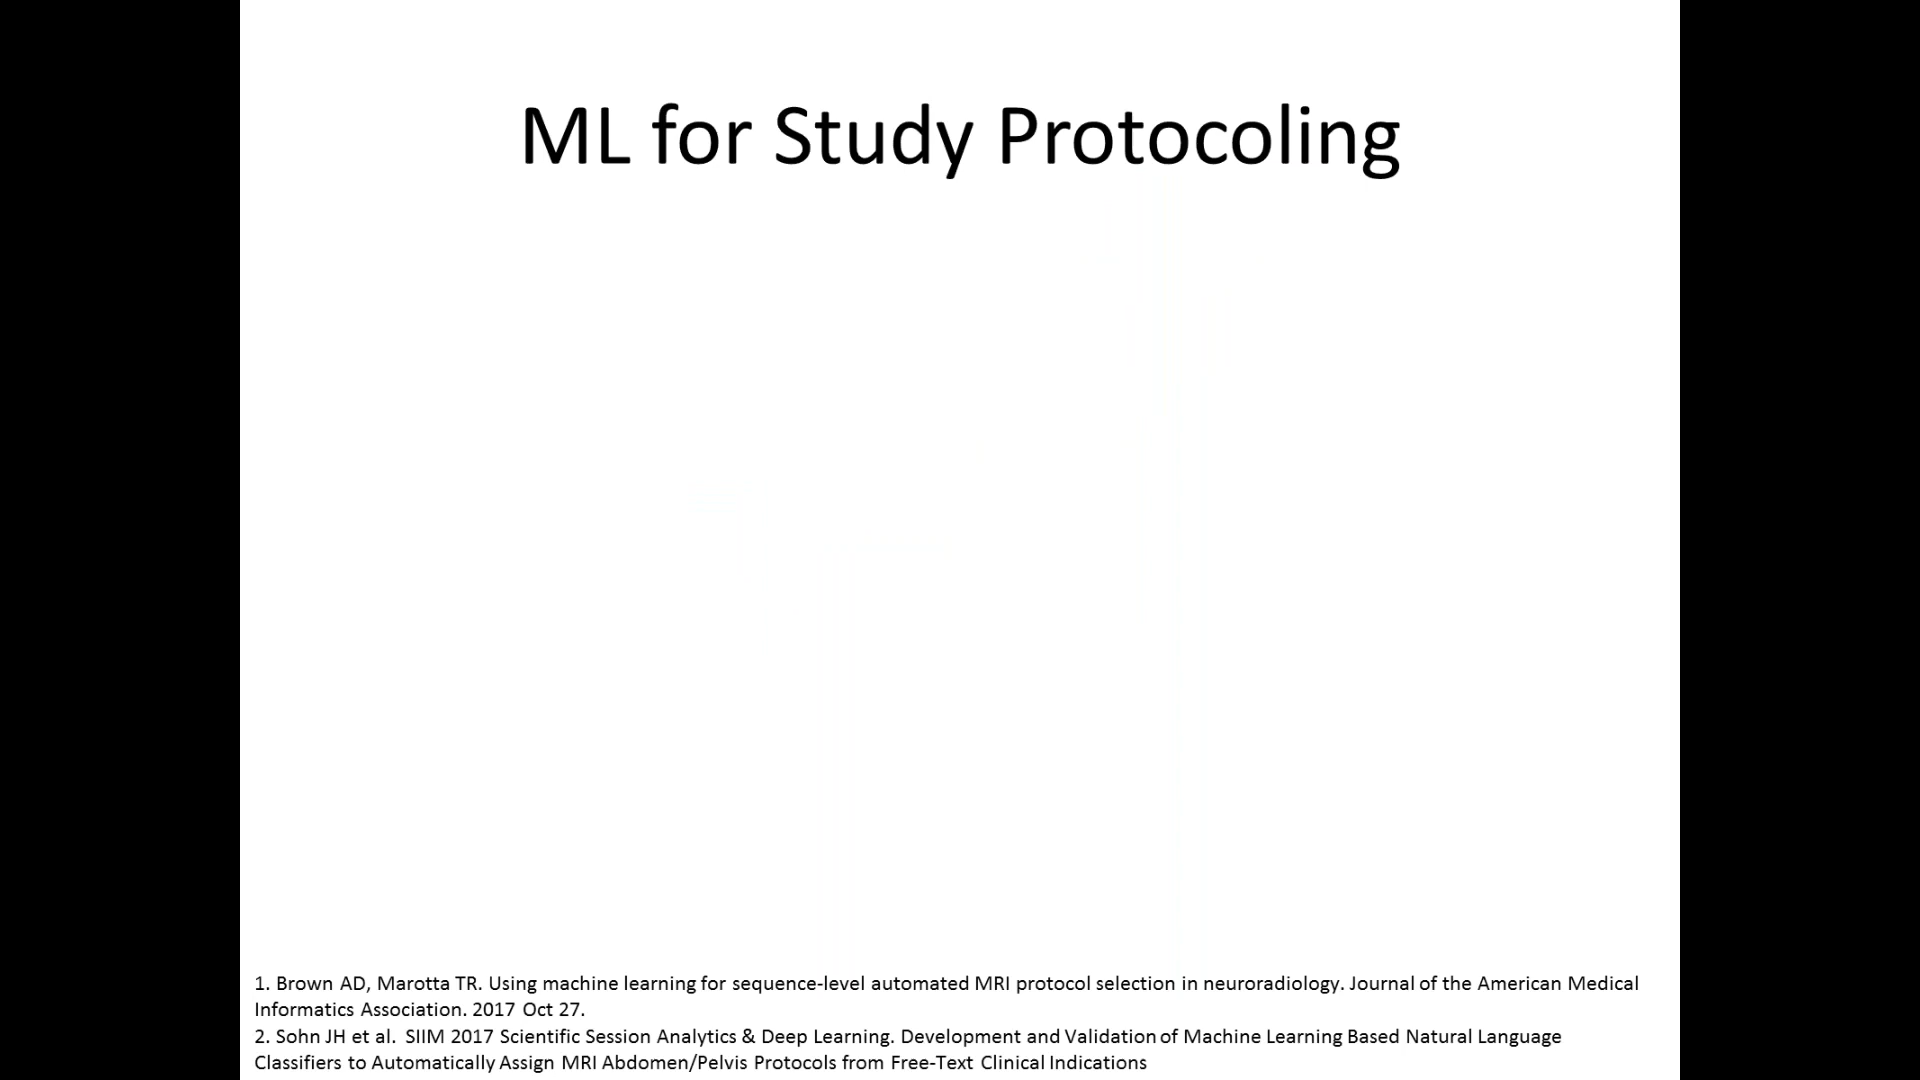 ML for Study Protocoling
1. Brown AD, Marotta TR. Using machine learning for sequence-level automated MRI protocol selection in neuroradiology. Journal of the American Medical
Informatics Association. 2017 Oct 27.
2. Sohn JH et al. SIIM 2017 Scientific Session Analytics & Deep Learning. Development and Validation of Machine Learning Based Natural Language
Classifiers to Automatically Assign MRI Abdomen/Pelvis Protocols from Free-Text Clinical Indications